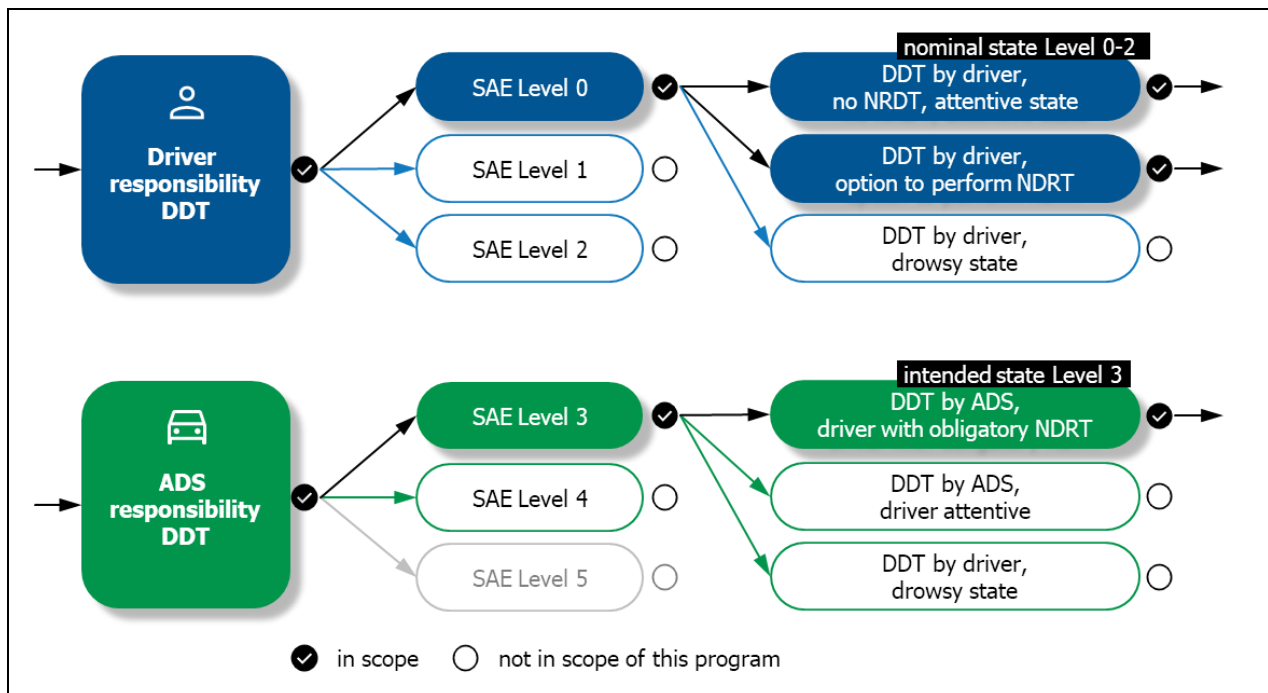 Driver
responsibility
DDT
SAE Level 0
SAE Level 1
SAE Level 2
nominal state Level 0-2
DDT by driver,
no NRDT, attentive state
DDT by driver,
option to perform NDRT
DDT by driver,
drowsy state
ADS
responsibility
DDT
SAE Level 3
SAE Level 4
SAE Level 5
intended state Level 3
DDT by ADS,
driver with obligatory NDRT
DDT by ADS,
driver attentive
DDT by driver,
drowsy state
in scope
not in scope of this program